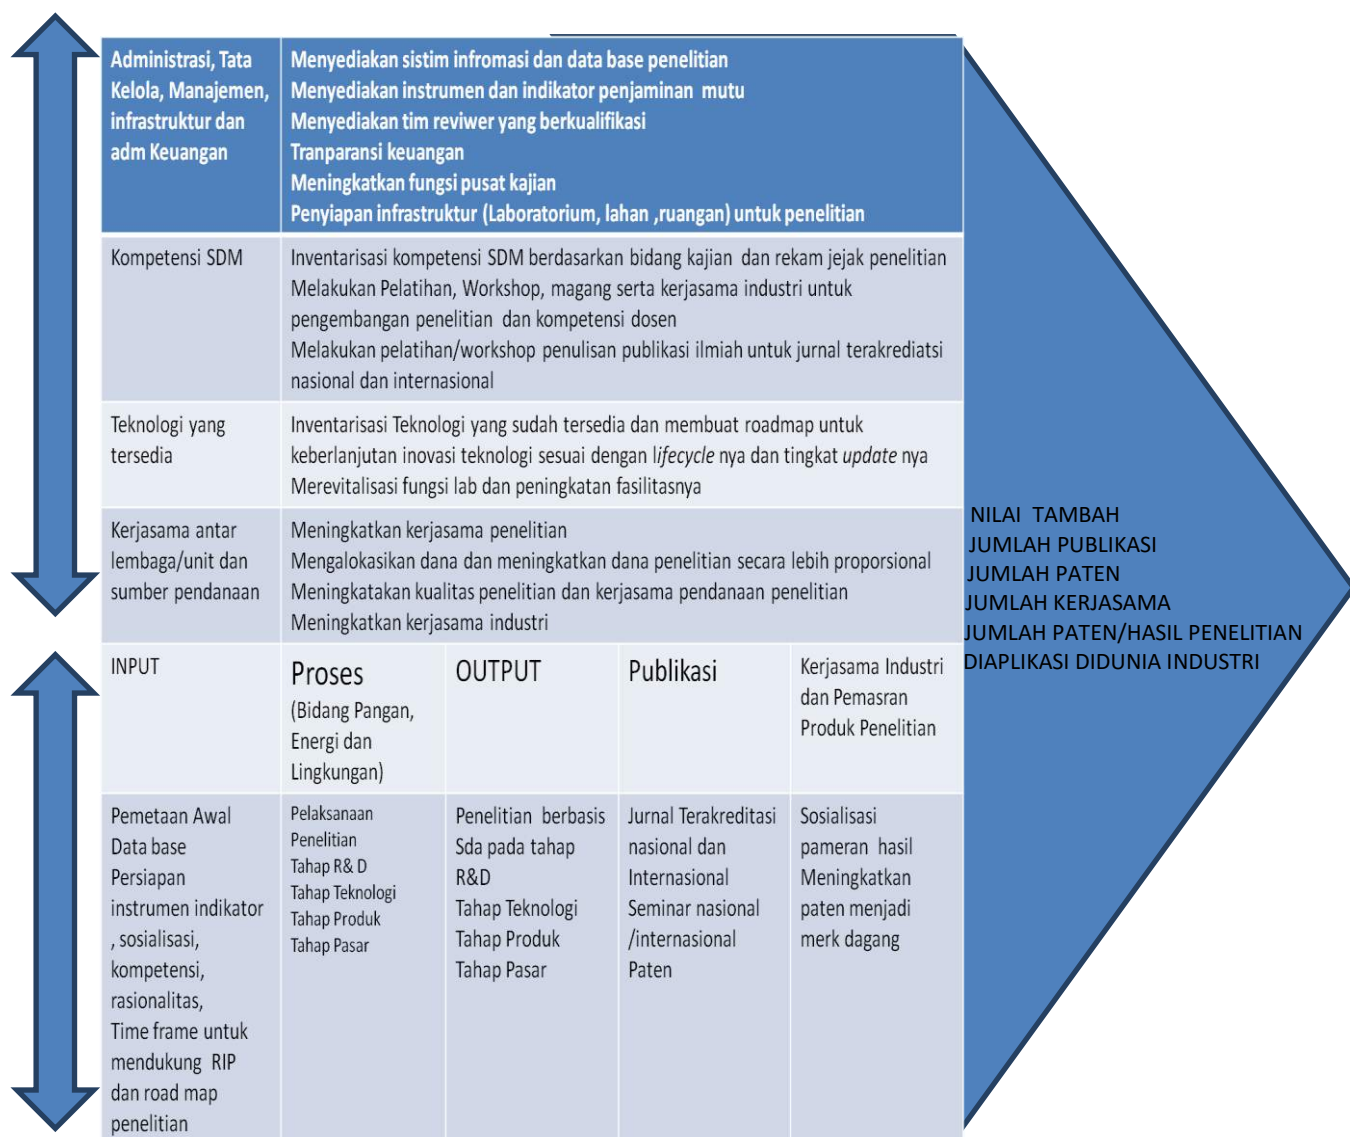 Administrasi, Tata
Kelola, Manajemen,
infrastruktur dan
adm Keuangan
Menyediakan sistim infromasi dan data base penelitian
Menyediakan instrumen dan indikator penjaminan mutu
Menyediakan tim reviwer yang berkualifikasi
Tranparansi keuangan
Meningkatkan fungsi pusat kajian
Penyiapan infrastruktur (Laboratorium, lahan ,ruangan) untuk penelitian
Kompetensi SDM
Inventarisasi kompetensi SDM berdasarkan bidang kajian dan rekam jejak penelitian
Melakukan Pelatihan, Workshop, magang serta kerjasama industri untuk
pengembangan penelitian dan kompetensi dosen
Melakukan pelatihan/workshop penulisan publikasi ilmiah untuk jurnal terakrediatsi
nasional dan internasional
Teknologi yang
tersedia
Inventarisasi Teknologi yang sudah tersedia dan membuat roadmap untuk
keberlanjutan inovasi teknologi sesuai dengan lifecycle nya dan tingkat update nya
Merevitalisasi fungsi lab dan peningkatan fasilitasnya
Kerjasama antar
lembaga/unit dan
sumber pendanaan
Meningkatkan kerjasama penelitian
Mengalokasikan dana dan meningkatkan dana penelitian secara lebih proporsional
Meningkatakan kualitas penelitian dan kerjasama pendanaan penelitian
Meningkatkan kerjasama industri
INPUT
Proses
(Bidang Pangan,
Energi dan
Lingkungan)
OUTPUT
Publikasi
Kerjasama Industri
dan Pemasran
Produk Penelitian
Pemetaan Awal
Data base
Persiapan
instrumen indikator
, sosialisasi,
kompetensi,
rasionalitas,
Time frame untuk
mendukung RIP
dan road map
penelitian
Pelaksanaan
Penelitian
Tahap R& D
Tahap Teknologi
Tahap Produk
Tahap Pasar
Penelitian berbasis
Sda pada tahap
R&D
Tahap Teknologi
Tahap Produk
Tahap Pasar
Jurnal Terakreditasi
nasional dan
Internasional
Seminar nasional
/internasional
Paten
Sosialisasi
pameran hasil
Meningkatkan
paten menjadi
merk dagang
NILAI TAMBAH
JUMLAH PUBLIKASI
JUMLAH PATEN
JUMLAH KERJASAMA
JUMLAH PATEN/HASIL PENELITIAN
DIAPLIKASI DIDUNIA INDUSTRI